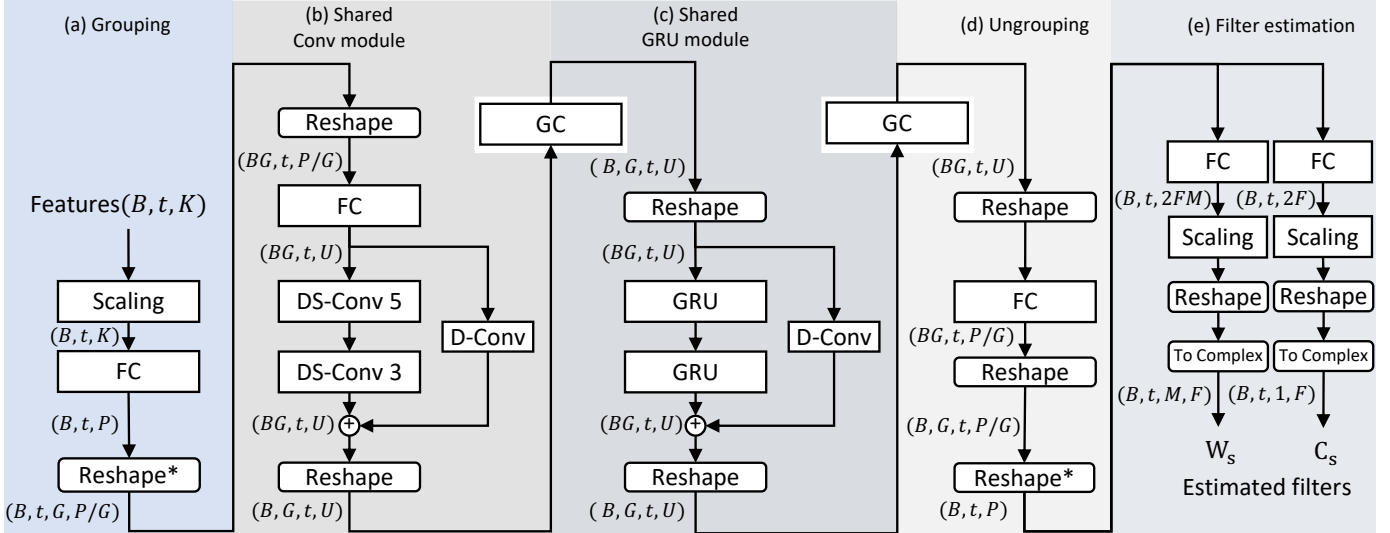 (a) Grouping
Features(B, t, K)
Scaling
(B, t, K)
FC
(B, t, P)
Reshape*
(B, t, G, P/G)
(b) Shared
Conv module
Reshape
(BG, t, P/G)
FC
(BG, t, U)
DS-Conv 5
D-Conv
DS-Conv 3
(BG, t, U)
+
Reshape
(B, G, t, U)
GC
(c) Shared
GRU module
(B, G, t, U)
Reshape
(BG, t, U)
GRU
D-Conv
GRU
(BG, t, U)
+
Reshape
(B, G, t, U)
GC
(d) Ungrouping
(BG, t, U)
Reshape
FC
(BG, t, P/G)
Reshape
(B, G, t, P/G)
Reshape*
(B, t, P)
(e) Filter estimation
FC FC
(B, t, 2FM) (B, t, 2F)
Scaling Scaling
Reshape Reshape
To Complex To Complex
(B, t, M, F) (B, t, 1, F)
Ws Cs
Estimated filters